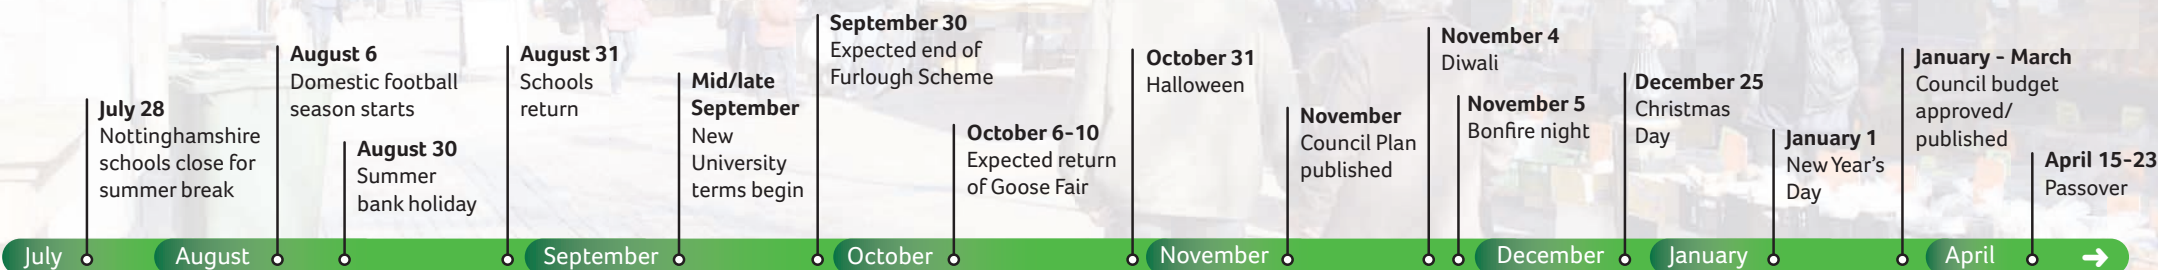 July 28
Nottinghamshire
schools close for
summer break
August 6
Domestic football
season starts
August 30
Summer
bank holiday
August 31
Schools
return
Mid/late
September
New
University
terms begin
September 30
Expected end of
Furlough Scheme
October 6-10
Expected return
of Goose Fair
October 31
Halloween
November
Council Plan
published
November 4
Diwali
November 5
Bonfire night
December 25
Christmas
Day
January 1
New Year's
Day
January - March
Council budget
approved/
published
April 15-23
Passover
July
August
September
October
November
December
January
April